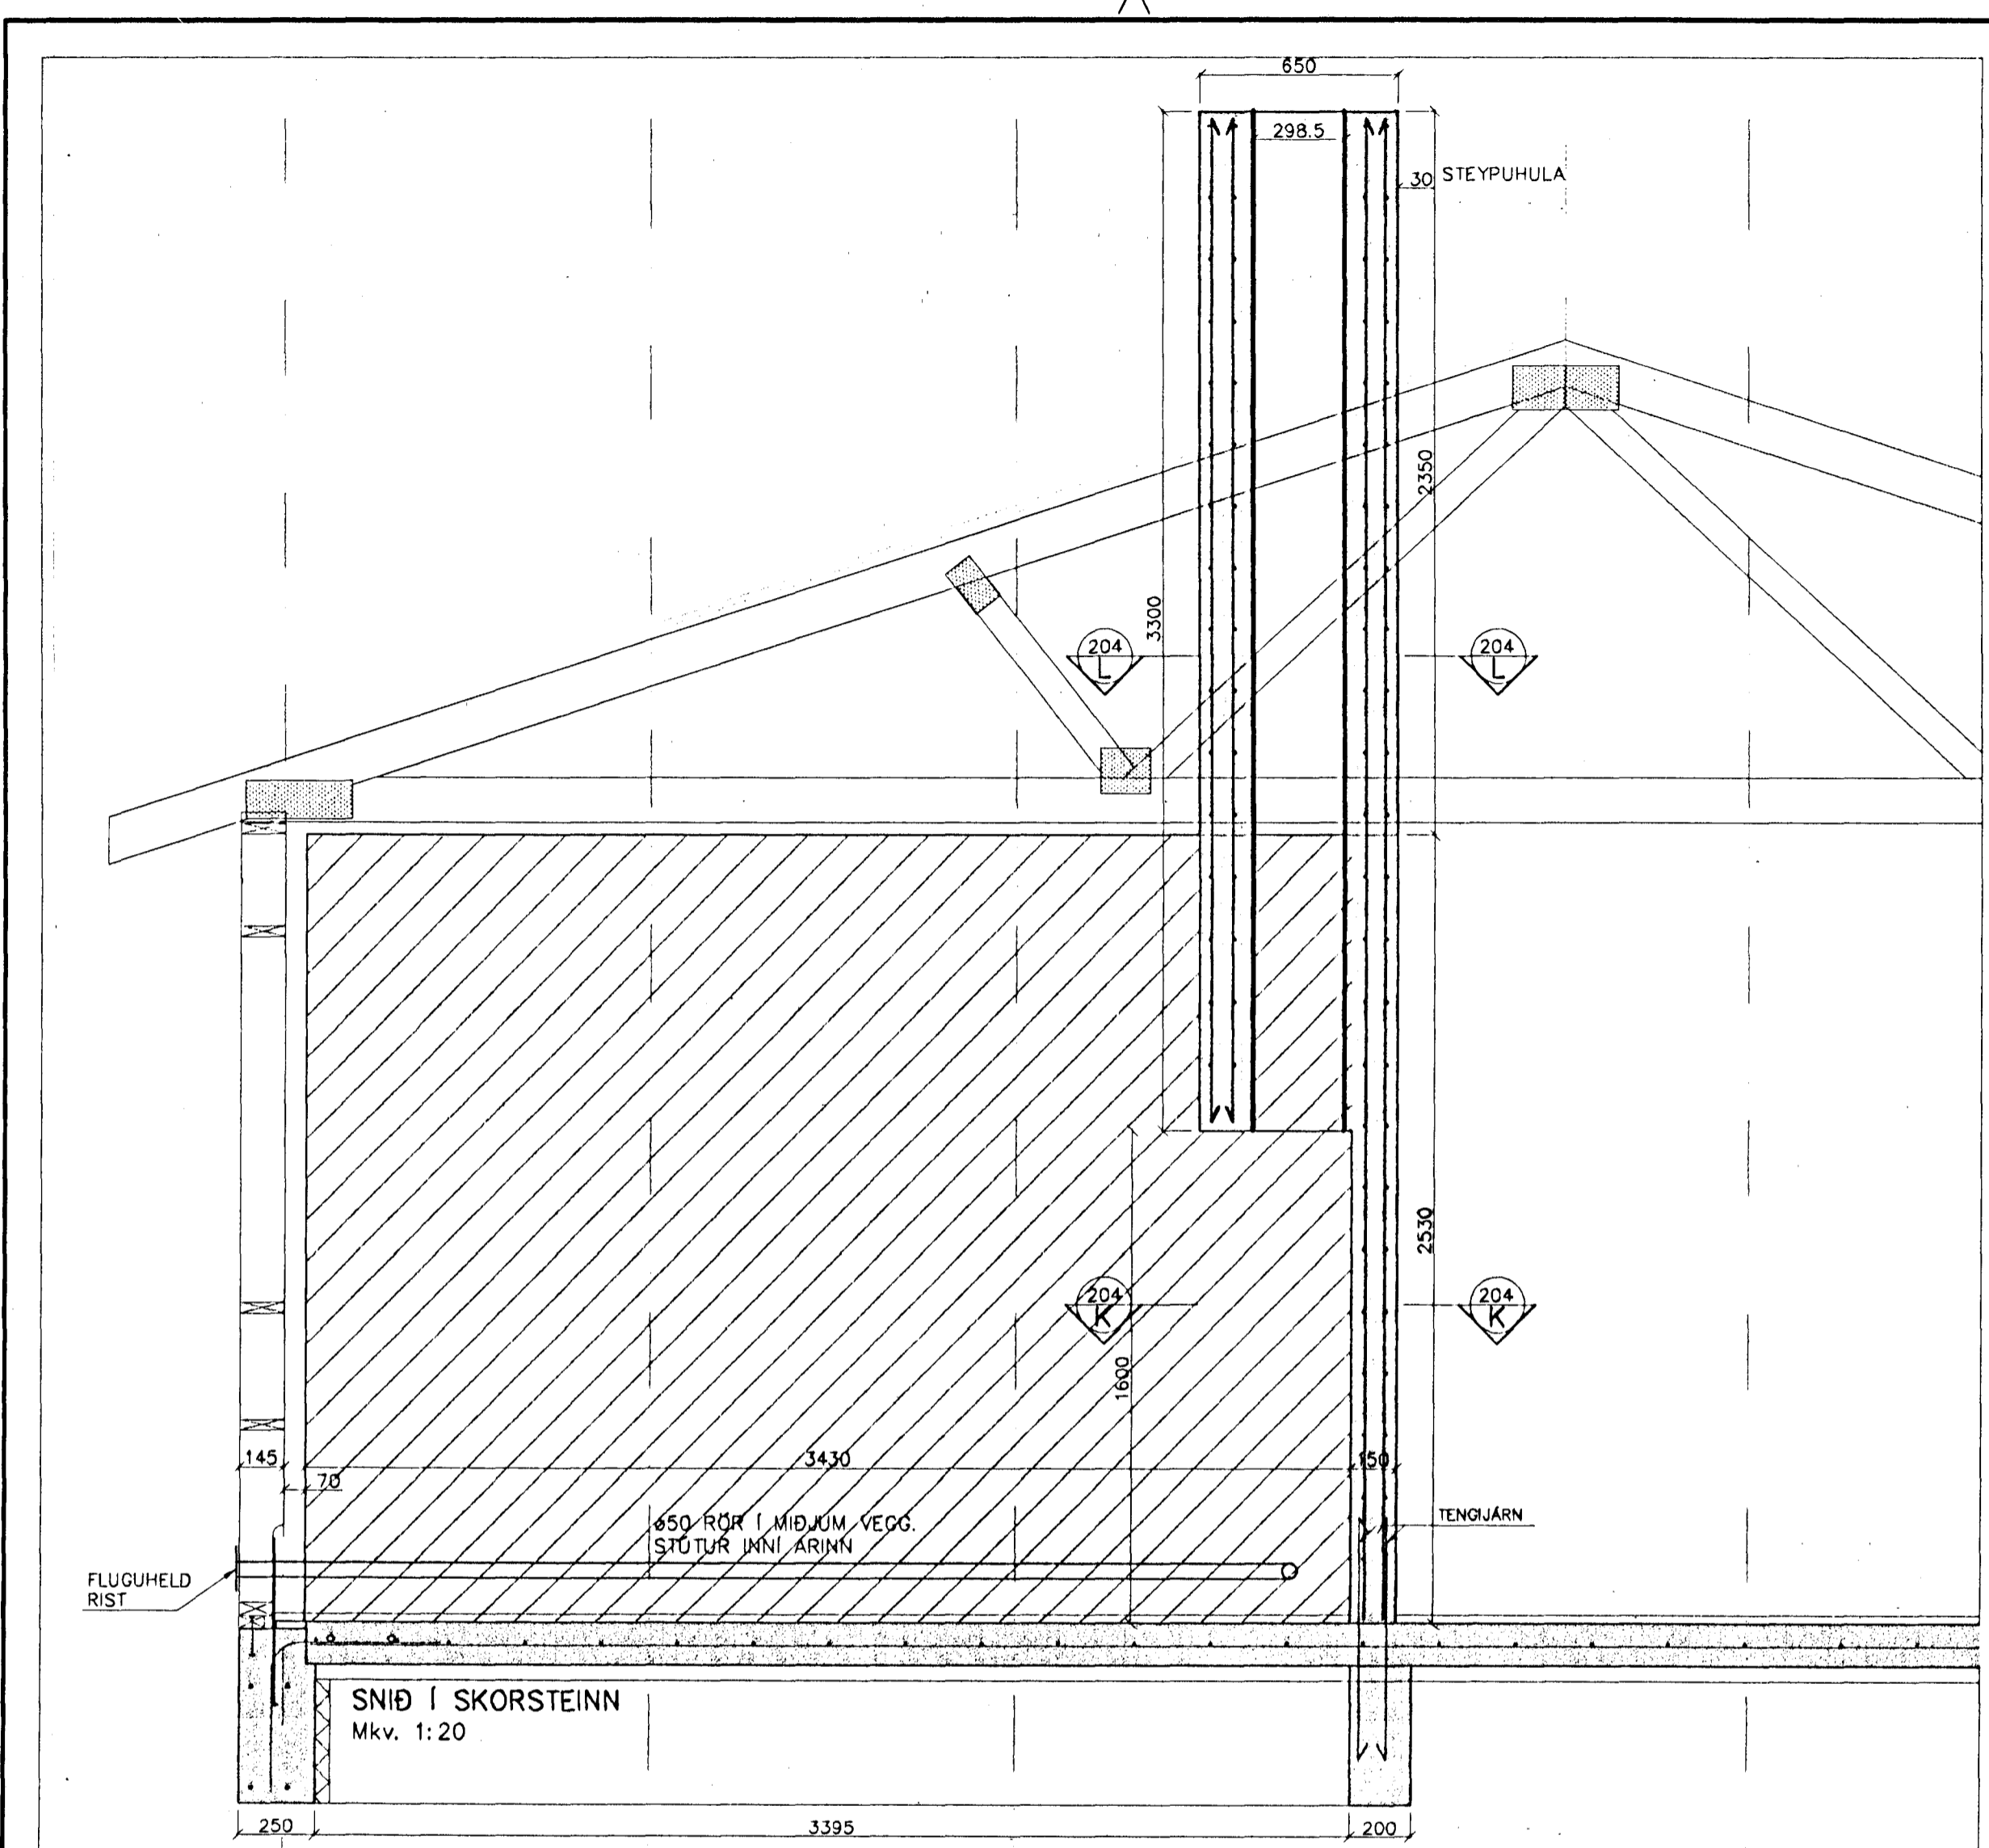 650
298.5
30 STEYPUHULA
2350
3300
204
L
204
L
2530
204
K
204
K
1600
145
3430
150
70
TENGIJÁRN
ø50 RÖR Í MIÐJUM VEGG.
STÚTUR INNÍ ARINN
FLUGUHELD
RIST
SNIÐ Í SKORSTEINN
Mkv. 1:20
250
3395
200